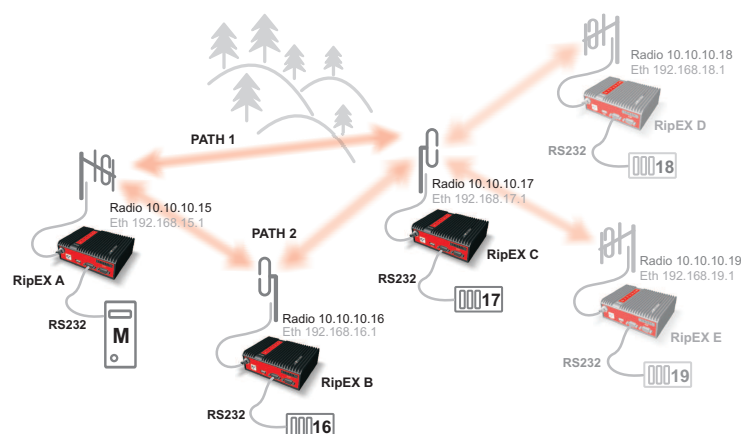 Radio 10.10.10.18
Eth 192.168.18.1
RipEX D
RS232
18
PATH 1
Radio 10.10.10.15
Eth 192.168.15.1
RipEX A
RS232
M
PATH 2
Radio 10.10.10.17
Eth 192.168.17.1
RipEX C
RS232
17
Radio 10.10.10.16
Eth 192.168.16.1
RipEX B
RS232
16
Radio 10.10.10.19
Eth 192.168.19.1
RipEX E
RS232
19